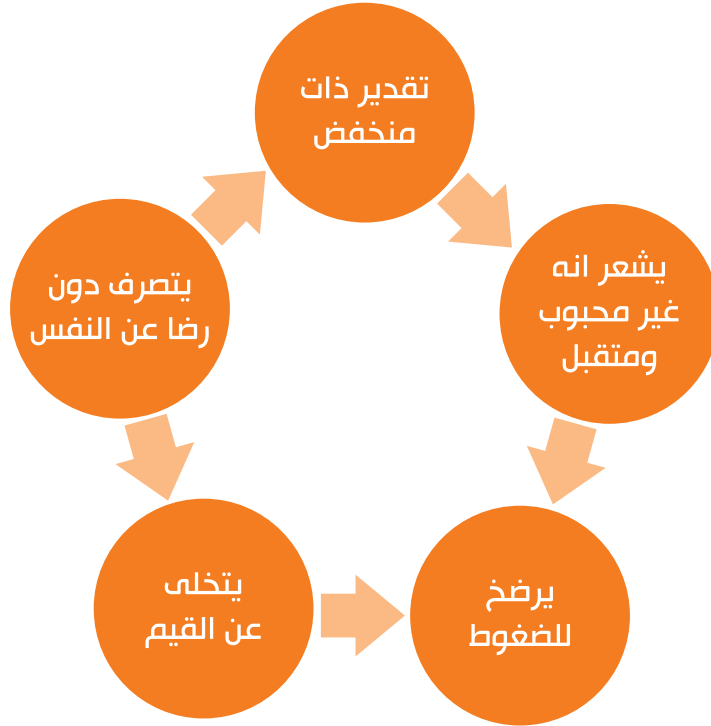 تقدير ذات
منخفض
يشعر انه
غير محبوب
ومتقبل
يرضخ
للضغوط
يتخلى
عن القيم
يتصرف دون
رضا عن النفس